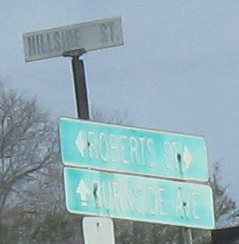 HILLSIDE ST.
ROBERTS ST
BURNSIDE AVE